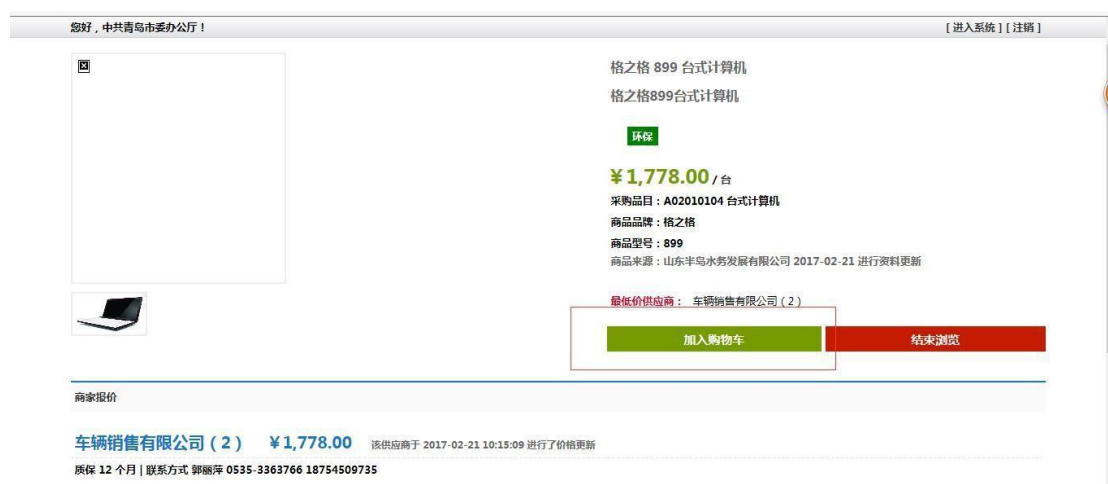 您好，中共青岛市委办公厅！
[ 进入系统 ] [ 注销 ]
格之格 899 台式计算机
格之格899台式计算机
环保
¥1,778.00 / 台
采购品目：A02010104 台式计算机
商品品牌：格之格
商品型号：899
商品来源：山东半岛水务发展有限公司 2017-02-21 进行资料更新
最低价供应商： 车辆销售有限公司（2）
加入购物车
结束浏览
商家报价
车辆销售有限公司（2） ¥1,778.00 该供应商于 2017-02-21 10:15:09 进行了价格更新
质保 12 个月 | 联系方式 郭丽萍 0535-3363766 18754509735